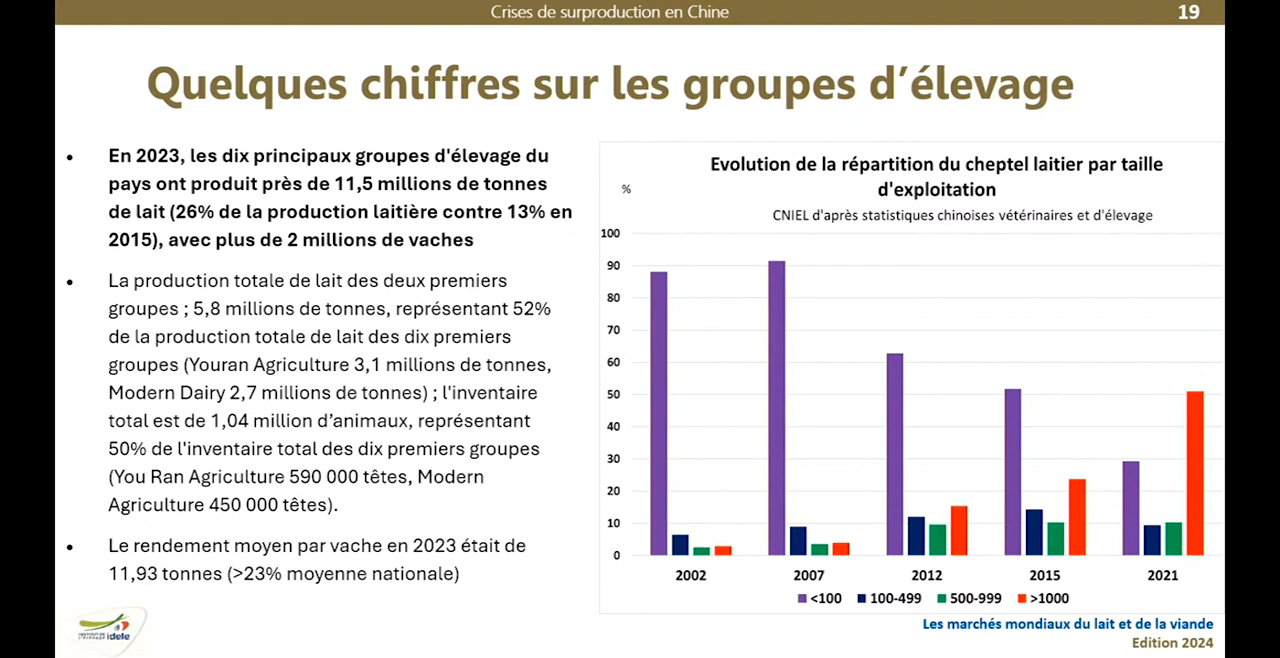 Crises de surproduction en Chine
19
Quelques chiffres sur les groupes d’élevage
• En 2023, les dix principaux groupes d'élevage du
pays ont produit près de 11,5 millions de tonnes
de lait (26% de la production laitière contre 13% en
2015), avec plus de 2 millions de vaches
• La production totale de lait des deux premiers
groupes ; 5,8 millions de tonnes, représentant 52%
de la production totale de lait des dix premiers
groupes (Youran Agriculture 3,1 millions de tonnes,
Modern Dairy 2,7 millions de tonnes) ; l'inventaire
total est de 1,04 million d’animaux, représentant
50% de l'inventaire total des dix premiers groupes
(You Ran Agriculture 590 000 têtes, Modern
Agriculture 450 000 têtes).
• Le rendement moyen par vache en 2023 était de
11,93 tonnes (>23% moyenne nationale)
Evolution de la répartition du cheptel laitier par taille
d'exploitation
%
CNIEL d'après statistiques chinoises vétérinaires et d'élevage
100
90
80
70
60
50
40
30
20
10
0
2002 2007 2012 2015 2021
<100 100-499 500-999 >1000
INSTITUT DE
L'ELEVAGE idele
Les marchés mondiaux du lait et de la viande
Edition 2024